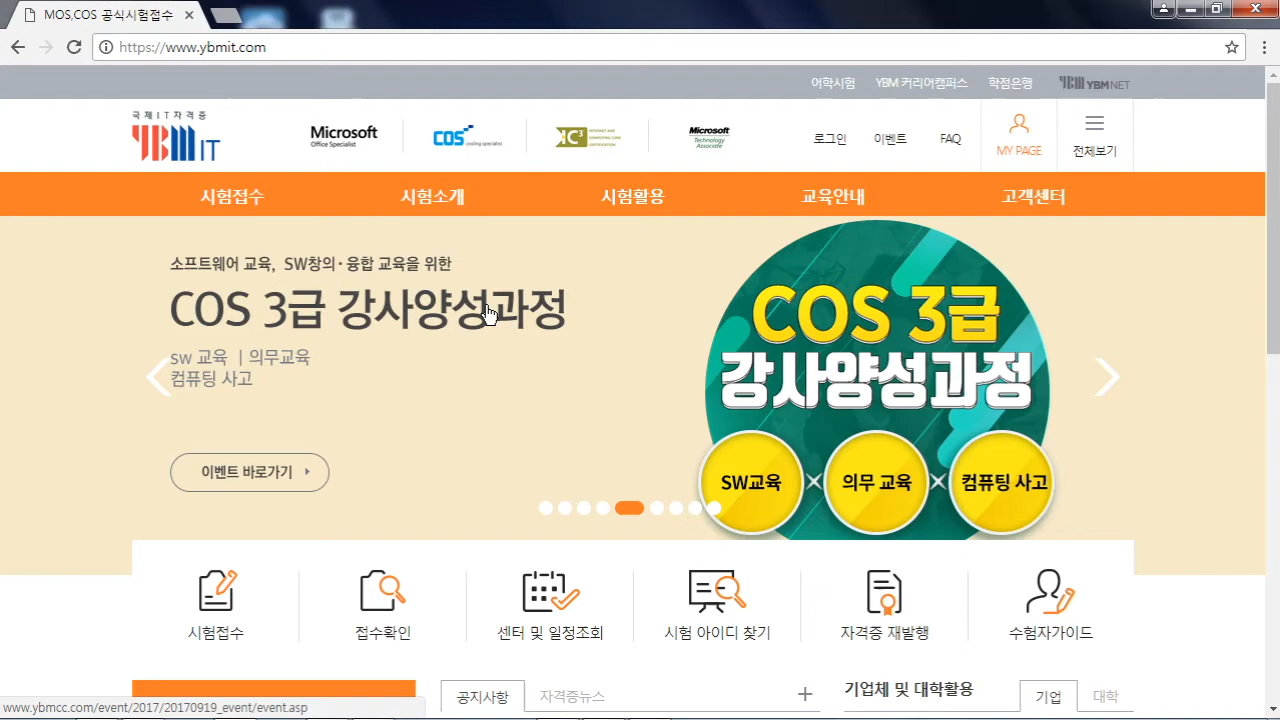 MOS,COS 공식시험접수
https://www.ybmit.com
어학시험 YBM 커리어캠퍼스 학점은행 YBM NET
국제IT자격증
YBM IT
Microsoft
Office Specialist
COS coding specialist
IC3 INTERNET AND COMPUTING CORE CERTIFICATION
Microsoft
Technology Associate
로그인 이벤트 FAQ MY PAGE 전체보기
시험접수 시험소개 시험활용 교육안내 고객센터
소프트웨어 교육, SW창의·융합 교육을 위한
COS 3급 강사양성과정
sw 교육 | 의무교육
컴퓨팅 사고
이벤트 바로가기
COS 3급
강사양성과정
SW교육 의무 교육 컴퓨팅 사고
시험접수 접수확인 센터 및 일정조회 시험 아이디 찾기 자격증 재발행 수험자가이드
공지사항 자격증뉴스 + 기업체 및 대학활용 기업 대학
www.ybmcc.com/event/2017/20170919_event/event.asp